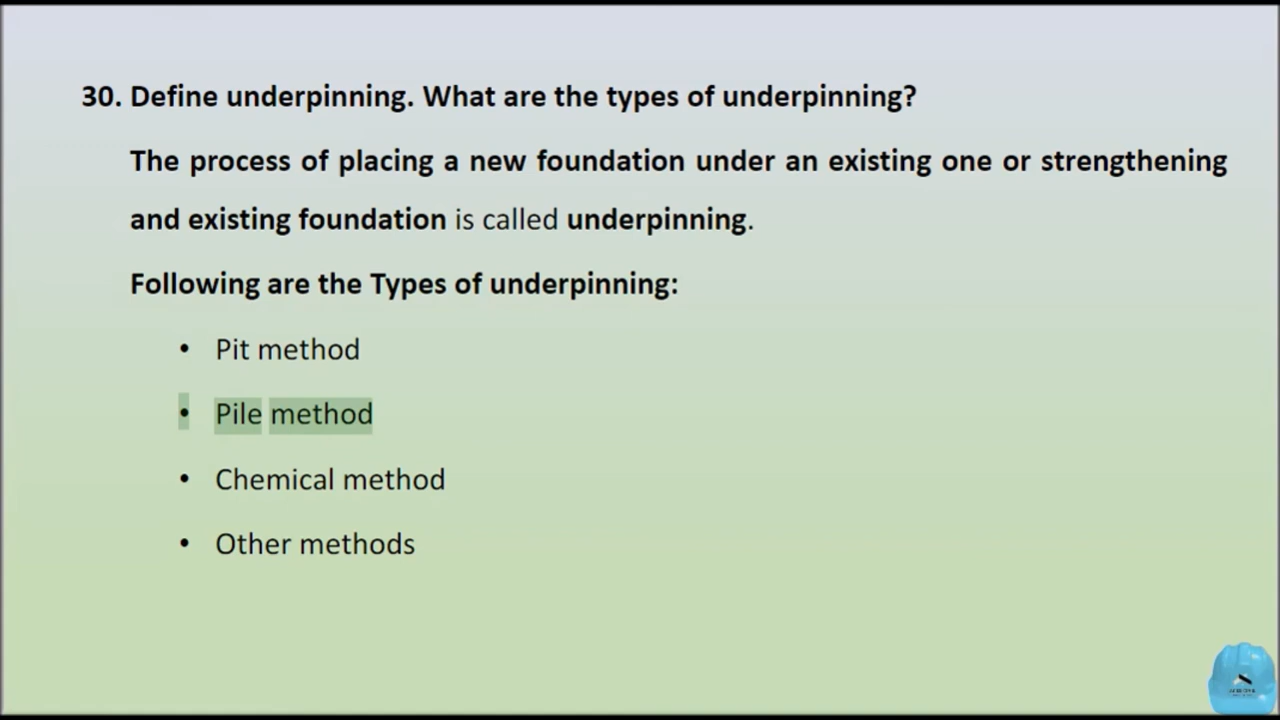 30. Define underpinning. What are the types of underpinning?
The process of placing a new foundation under an existing one or strengthening
and existing foundation is called underpinning.
Following are the Types of underpinning:
• Pit method
• Pile method
• Chemical method
• Other methods